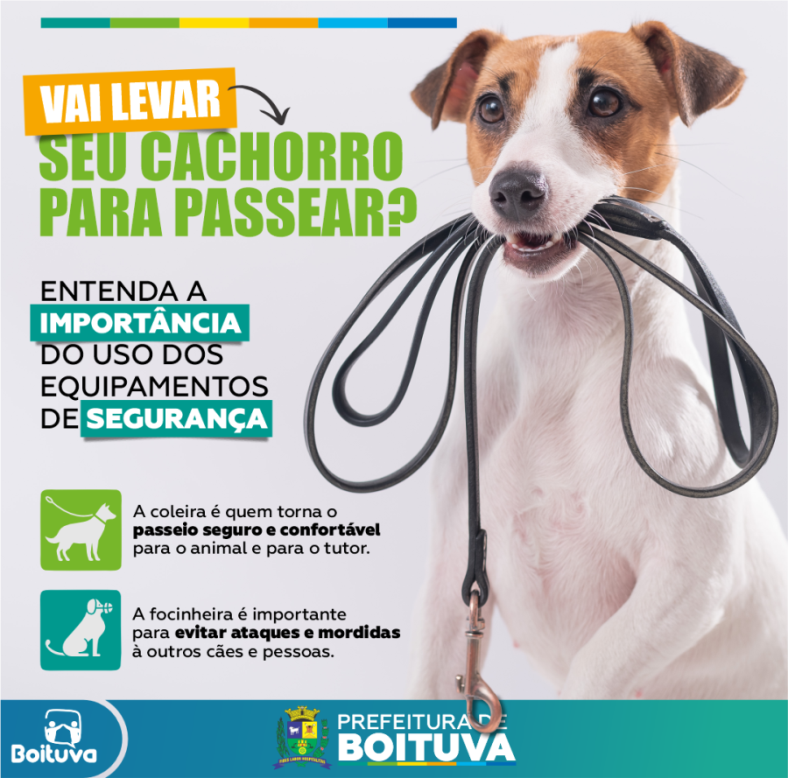 VAI LEVAR
SEU CACHORRO
PARA PASSEAR?
ENTENDA A
IMPORTÂNCIA
DO USO DOS
EQUIPAMENTOS
DE SEGURANÇA
A coleira é quem torna o
passeio seguro e confortável
para o animal e para o tutor.
A focinheira é importante
para evitar ataques e mordidas
à outros cães e pessoas.
Boituva
PREFEITURA DE
BOITUVA